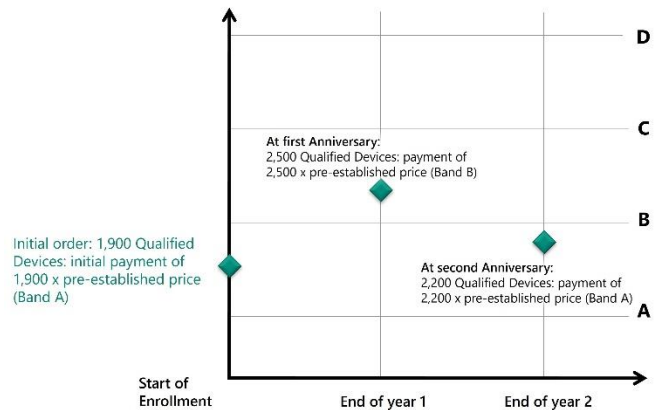 D
C
At first Anniversary:
2,500 Qualified Devices: payment of
2,500 x pre-established price (Band B)
B
Initial order: 1,900 Qualified
Devices: initial payment of
1,900 x pre-established price
(Band A)
At second Anniversary:
2,200 Qualified Devices: payment of
2,200 x pre-established price (Band A)
A
Start of
Enrollment
End of year 1
End of year 2